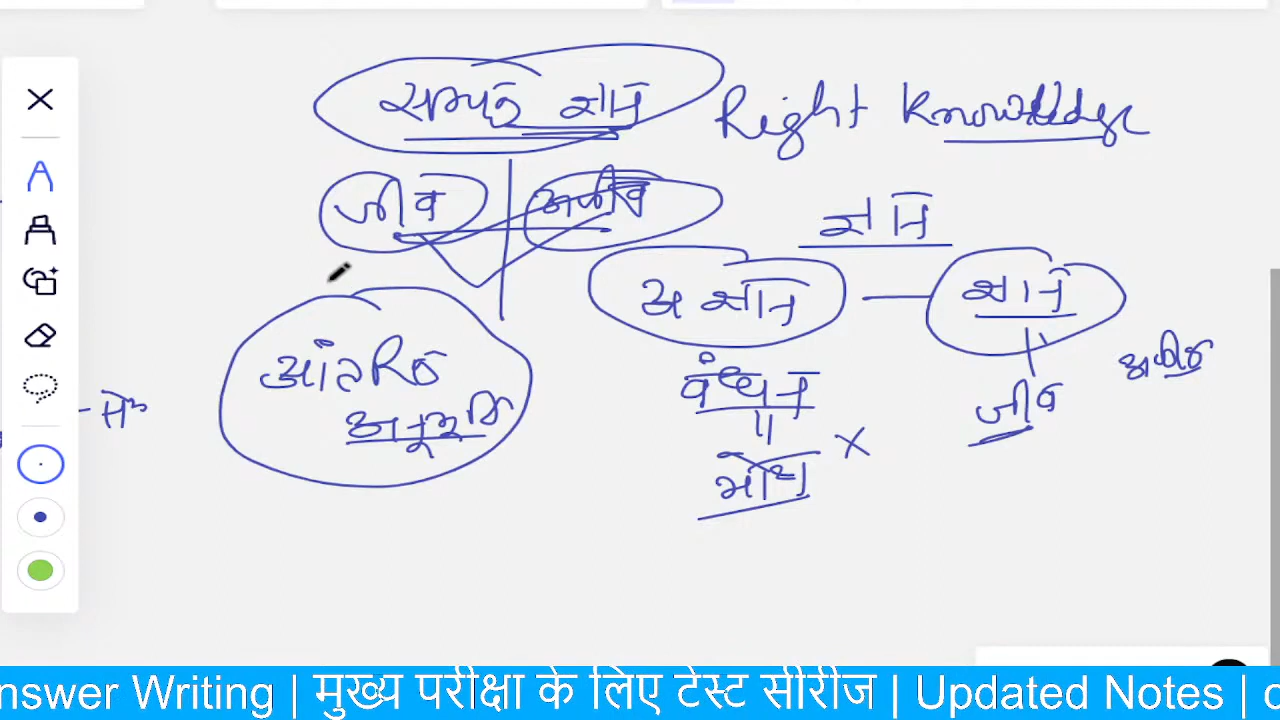 सम्यक् ज्ञान Right Knowledge
जीव अजीव
ज्ञान
अज्ञान — ज्ञान
आंतरिक
अनुभूति
बंधन
जीव अजीव
मोक्ष X
nswer Writing | मुख्य परीक्षा के लिए टेस्ट सीरीज | Updated Notes |